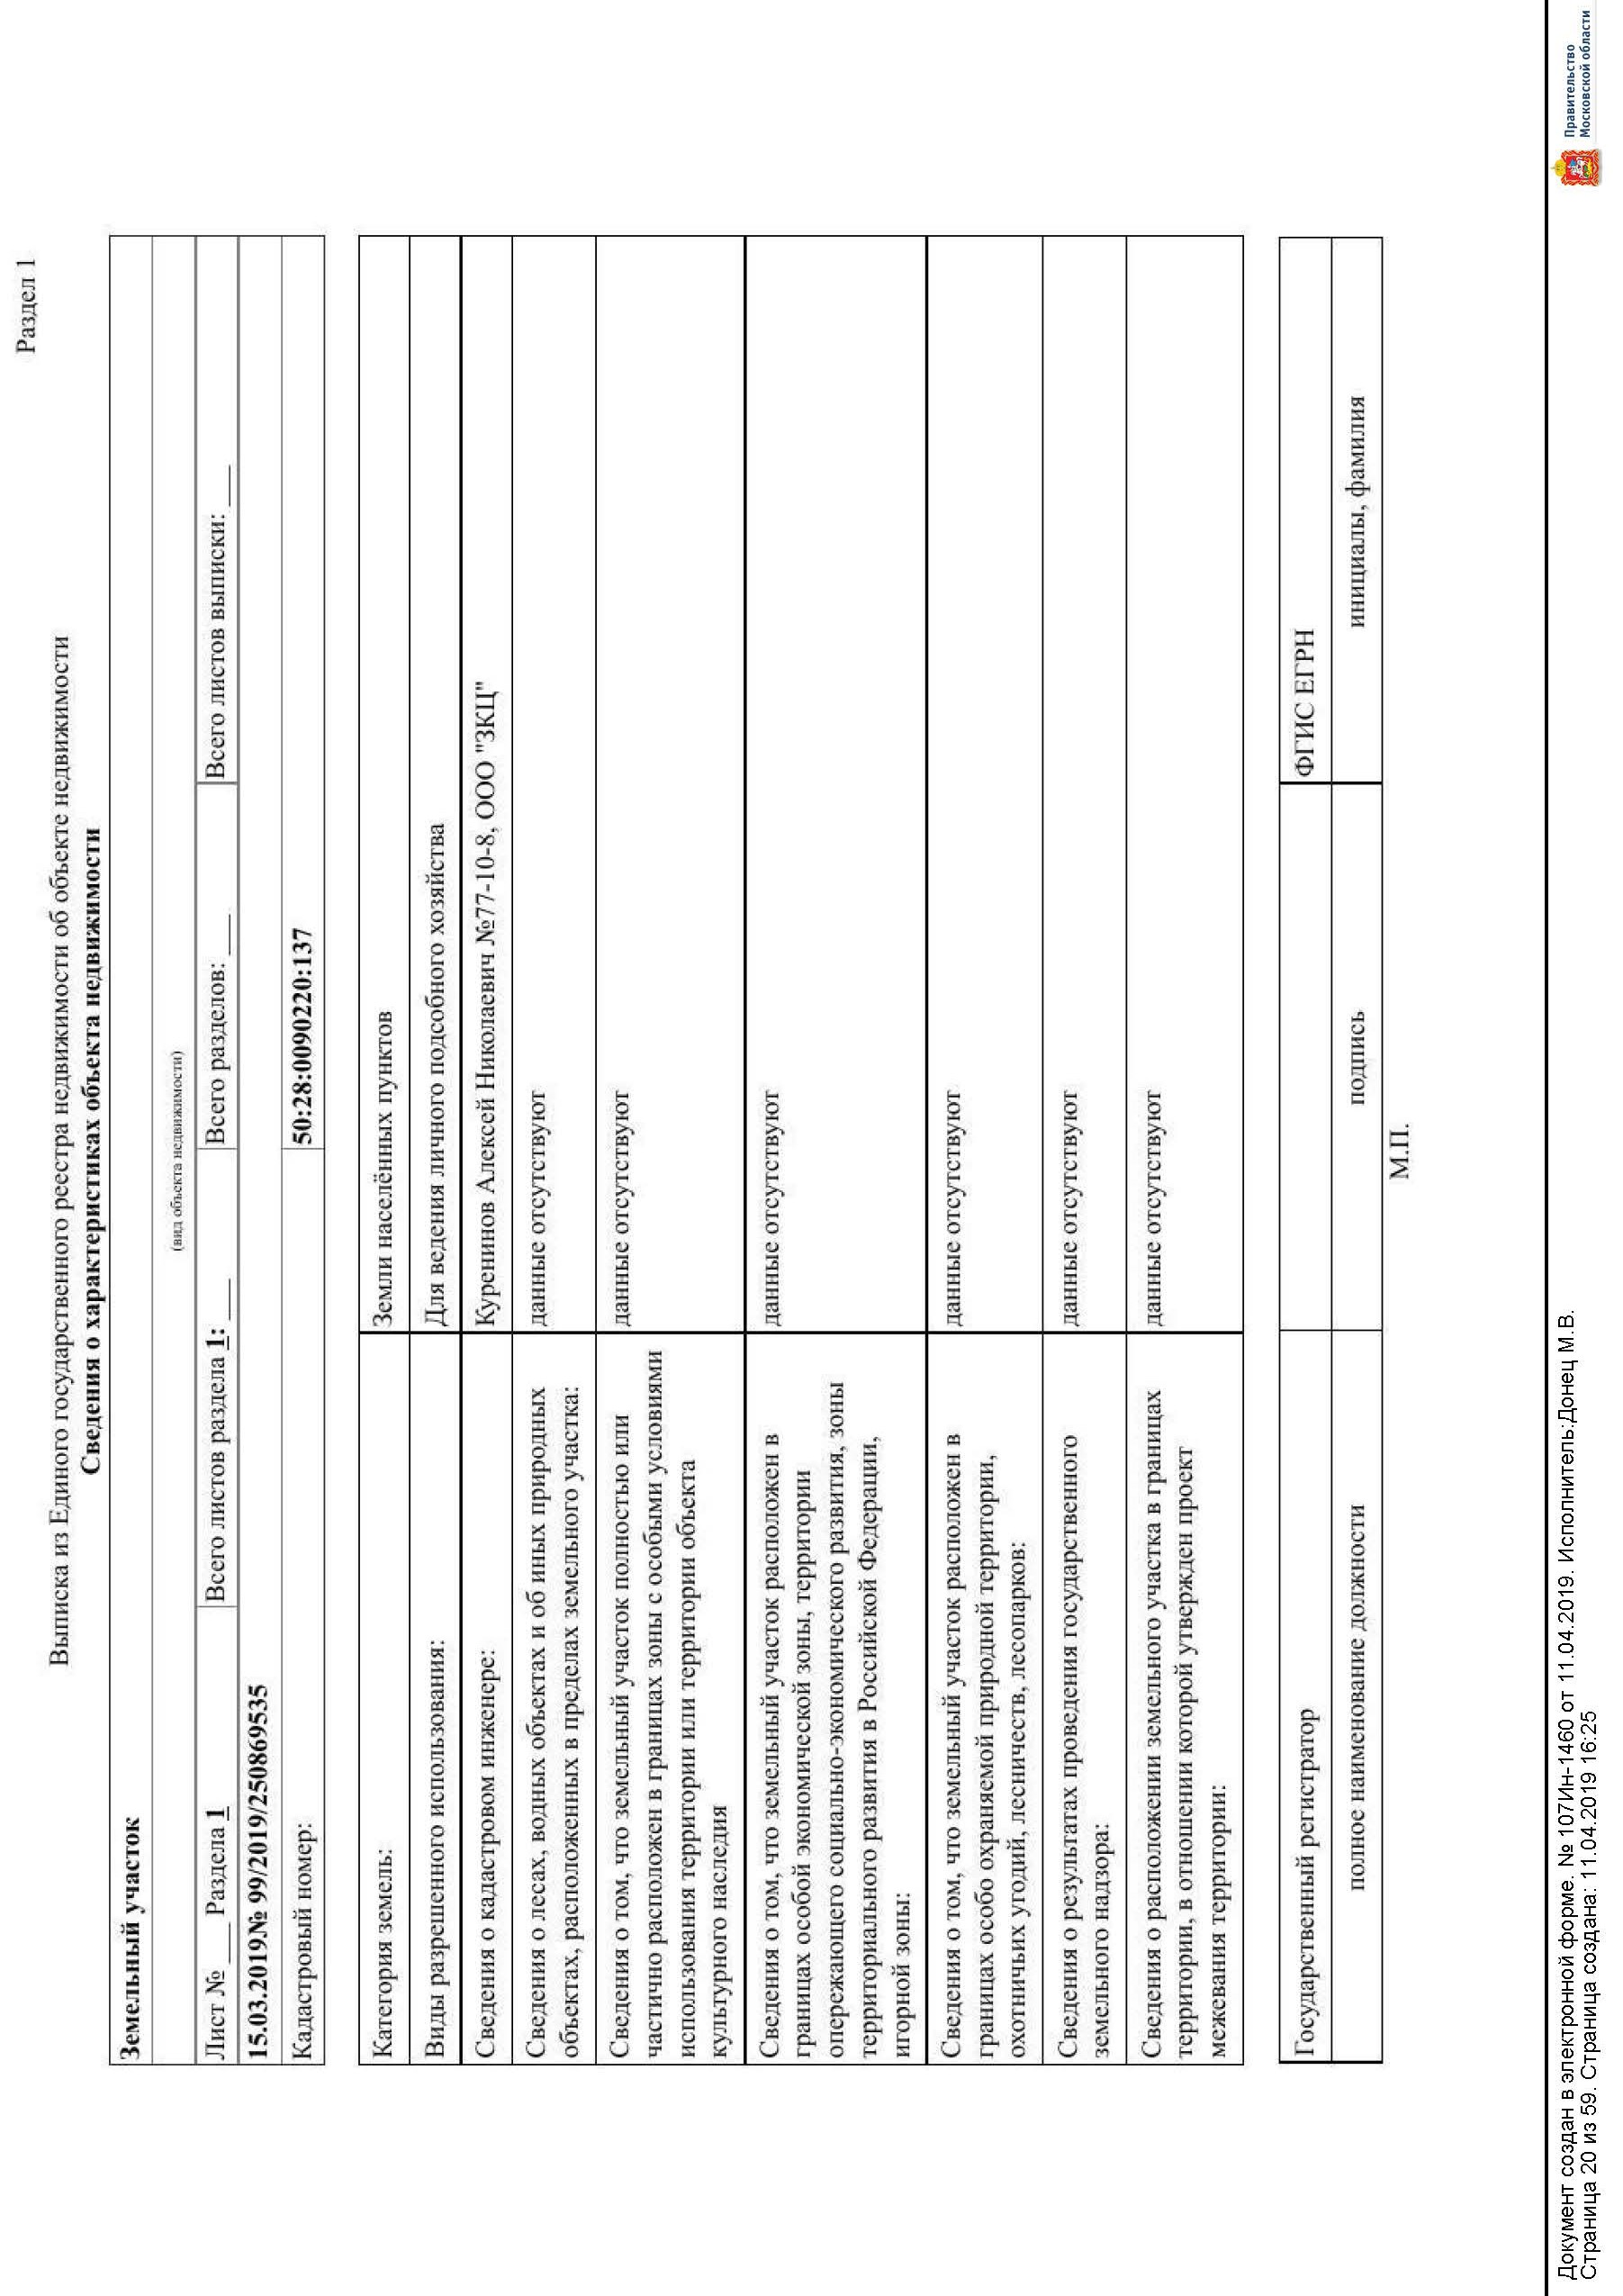 Раздел 1
Выписка из Единого государственного реестра недвижимости об объекте недвижимости
Сведения о характеристиках объекта недвижимости
Земельный участок
(вид объекта недвижимости)
Лист № ___ Раздела 1 Всего листов раздела 1: ___ Всего разделов: ___ Всего листов выписки: ___
15.03.2019№ 99/2019/250869535
Кадастровый номер: 50:28:0090220:137
Категория земель: Земли населённых пунктов
Виды разрешенного использования: Для ведения личного подсобного хозяйства
Сведения о кадастровом инженере: Куренинов Алексей Николаевич №77-10-8, ООО "ЗКЦ"
Сведения о лесах, водных объектах и об иных природных данные отсутствуют
объектах, расположенных в пределах земельного участка:
Сведения о том, что земельный участок полностью или данные отсутствуют
частично расположен в границах зоны с особыми условиями
использования территории или территории объекта
культурного наследия
Сведения о том, что земельный участок расположен в данные отсутствуют
границах особой экономической зоны, территории
опережающего социально-экономического развития, зоны
территориального развития в Российской Федерации,
игорной зоны:
Сведения о том, что земельный участок расположен в данные отсутствуют
границах особо охраняемой природной территории,
охотничьих угодий, лесничеств, лесопарков:
Сведения о результатах проведения государственного данные отсутствуют
земельного надзора:
Сведения о расположении земельного участка в границах данные отсутствуют
территории, в отношении которой утвержден проект
межевания территории:
Государственный регистратор ФГИС ЕГРН
полное наименование должности подпись инициалы, фамилия
М.П.
Документ создан в электронной форме. № 107Ин-1460 от 11.04.2019. Исполнитель:Донец М.В.
Страница 20 из 59. Страница создана: 11.04.2019 16:25
Правительство
Московской области